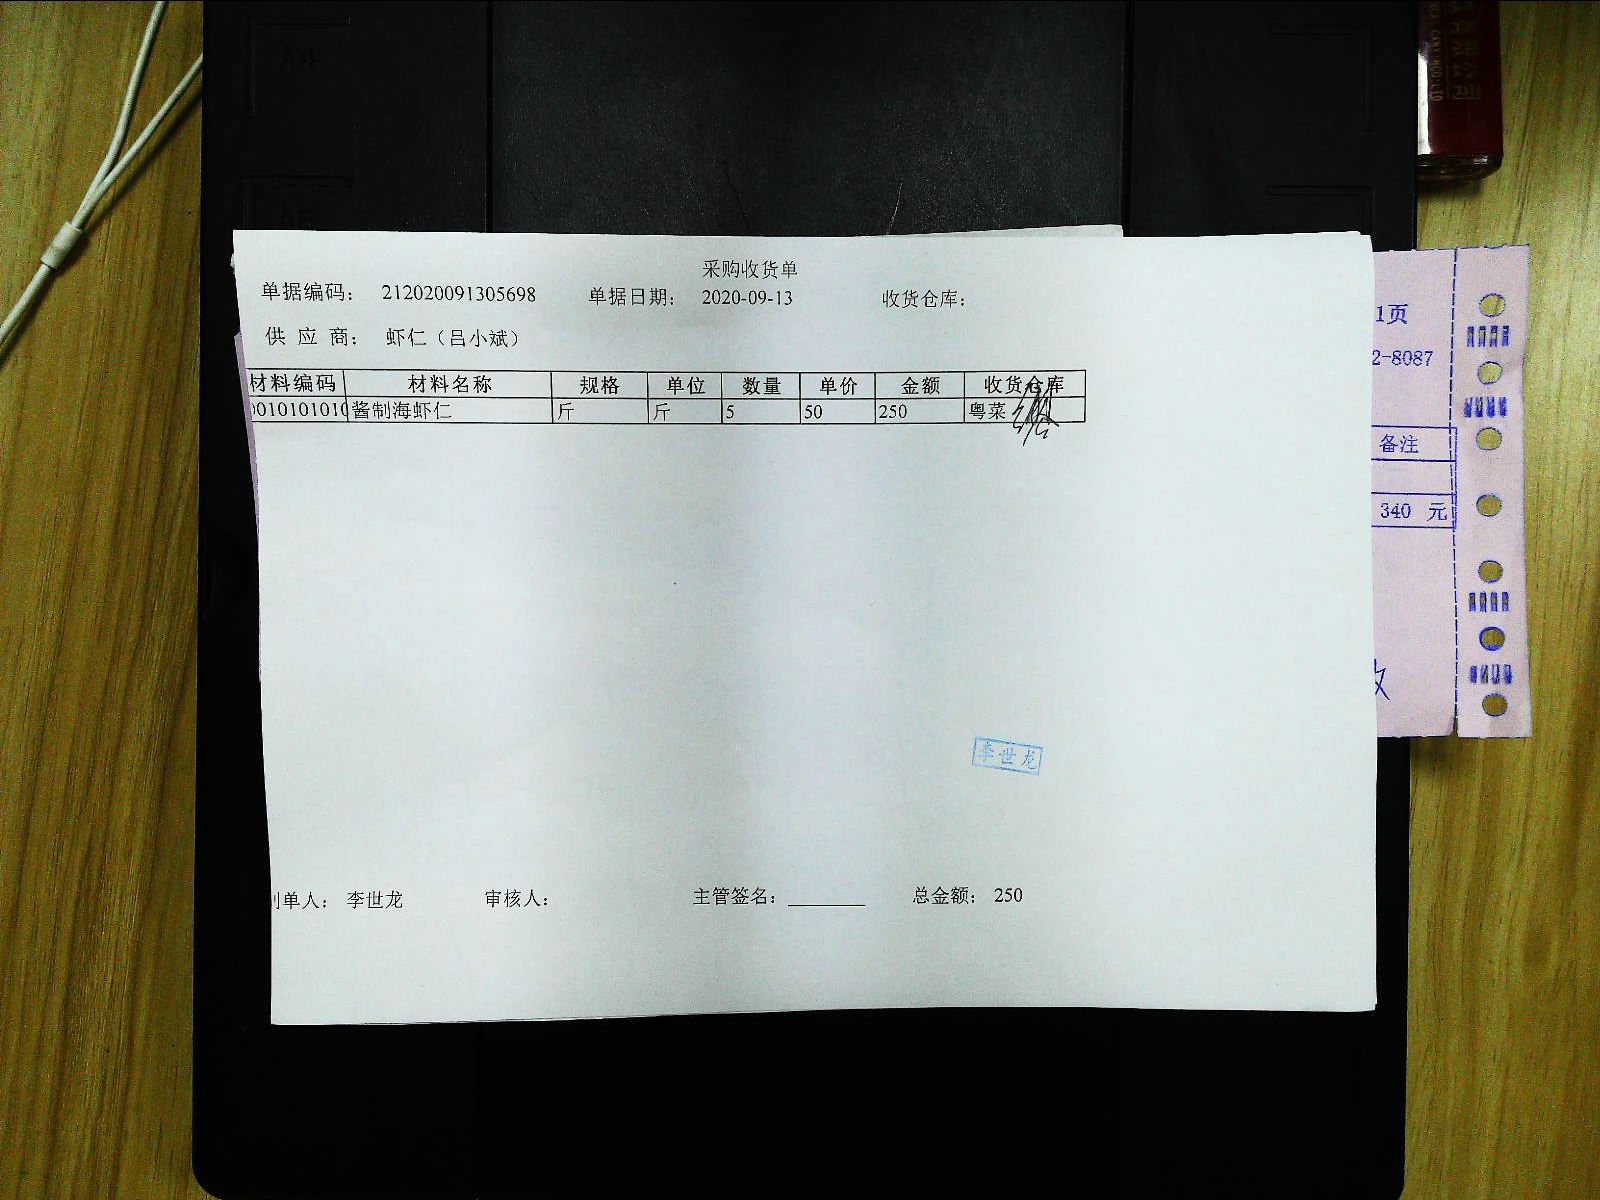 采购收货单
单据编码： 212020091305698 单据日期： 2020-09-13 收货仓库：
供 应 商： 虾仁（吕小斌）
材料编码 材料名称 规格 单位 数量 单价 金额 收货仓库
0010101010 酱制海虾仁 斤 斤 5 50 250 粤菜
李世龙
制单人： 李世龙 审核人： 主管签名： 总金额： 250
1页
2-8087
备注
340 元